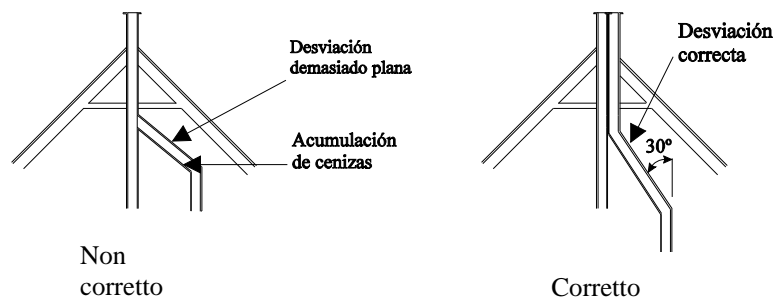 Desviación
demasiado plana
Acumulación
de cenizas
Non
corretto
Desviación
correcta
30º
Corretto